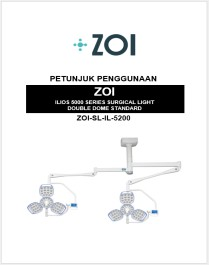 ZOI
PETUNJUK PENGGUNAAN
ZOI
ILIOS 5000 SERIES SURGICAL LIGHT
DOUBLE DOME STANDARD
ZOI-SL-IL-5200